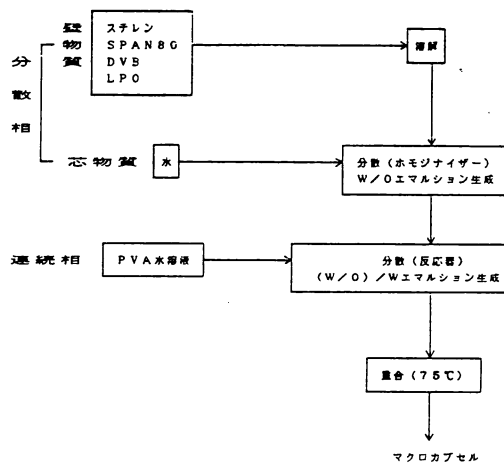 分散相
壁物質
スチレン
SPAN80
DVB
LPO
溶解
芯物質
水
分散(ホモジナイザー)
W/Oエマルション生成
連続相
PVA水溶液
分散(反応器)
(W/O)/Wエマルション生成
重合(75℃)
マクロカプセル